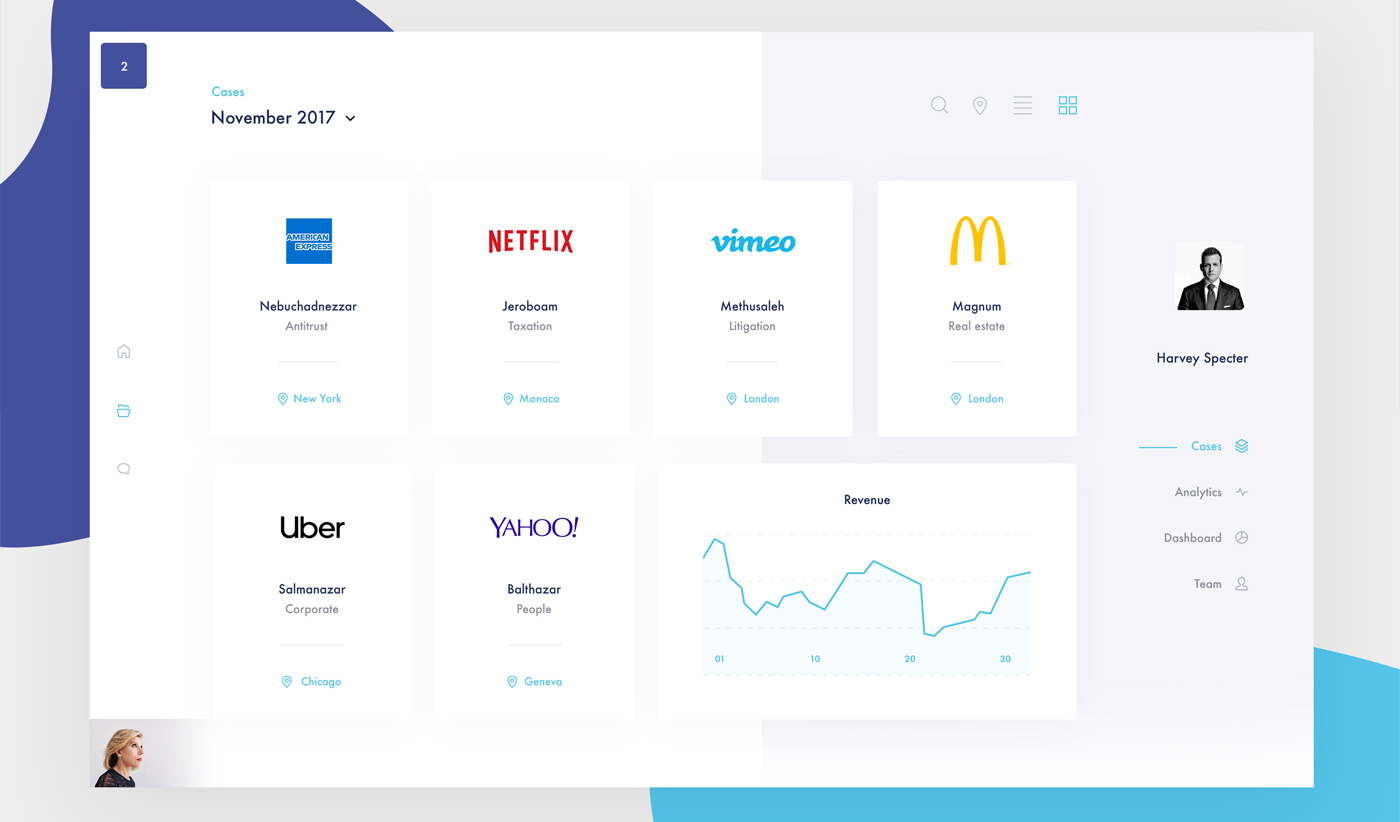 2
Cases
November 2017
AMERICAN
EXPRESS
Nebuchadnezzar
Antitrust
New York
NETFLIX
Jeroboam
Taxation
Monaco
vimeo
Methusaleh
Litigation
London
Magnum
Real estate
London
Uber
Salmanazar
Corporate
Chicago
YAHOO!
Balthazar
People
Geneva
Revenue
01 10 20 30
Harvey Specter
Cases
Analytics
Dashboard
Team